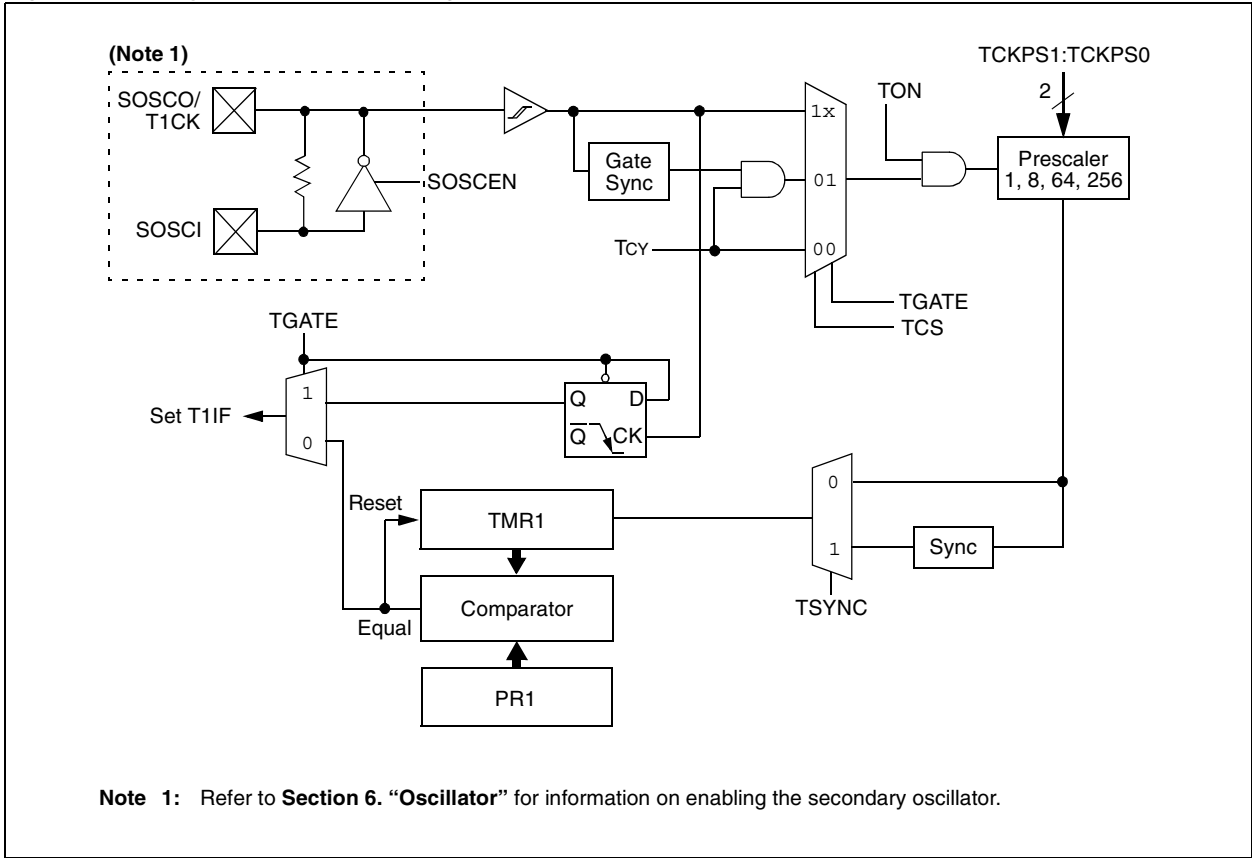 (Note 1)
SOSCO/
T1CK
SOSCEN
SOSCI
Gate
Sync
TCY
1x
01
00
TGATE
TCS
TON
TCKPS1:TCKPS0
2
Prescaler
1, 8, 64, 256
TGATE
1
0
Set T1IF
Q
D
Q
CK
Reset
TMR1
Equal
Comparator
PR1
0
1
Sync
TSYNC
Note 1: Refer to Section 6. “Oscillator” for information on enabling the secondary oscillator.